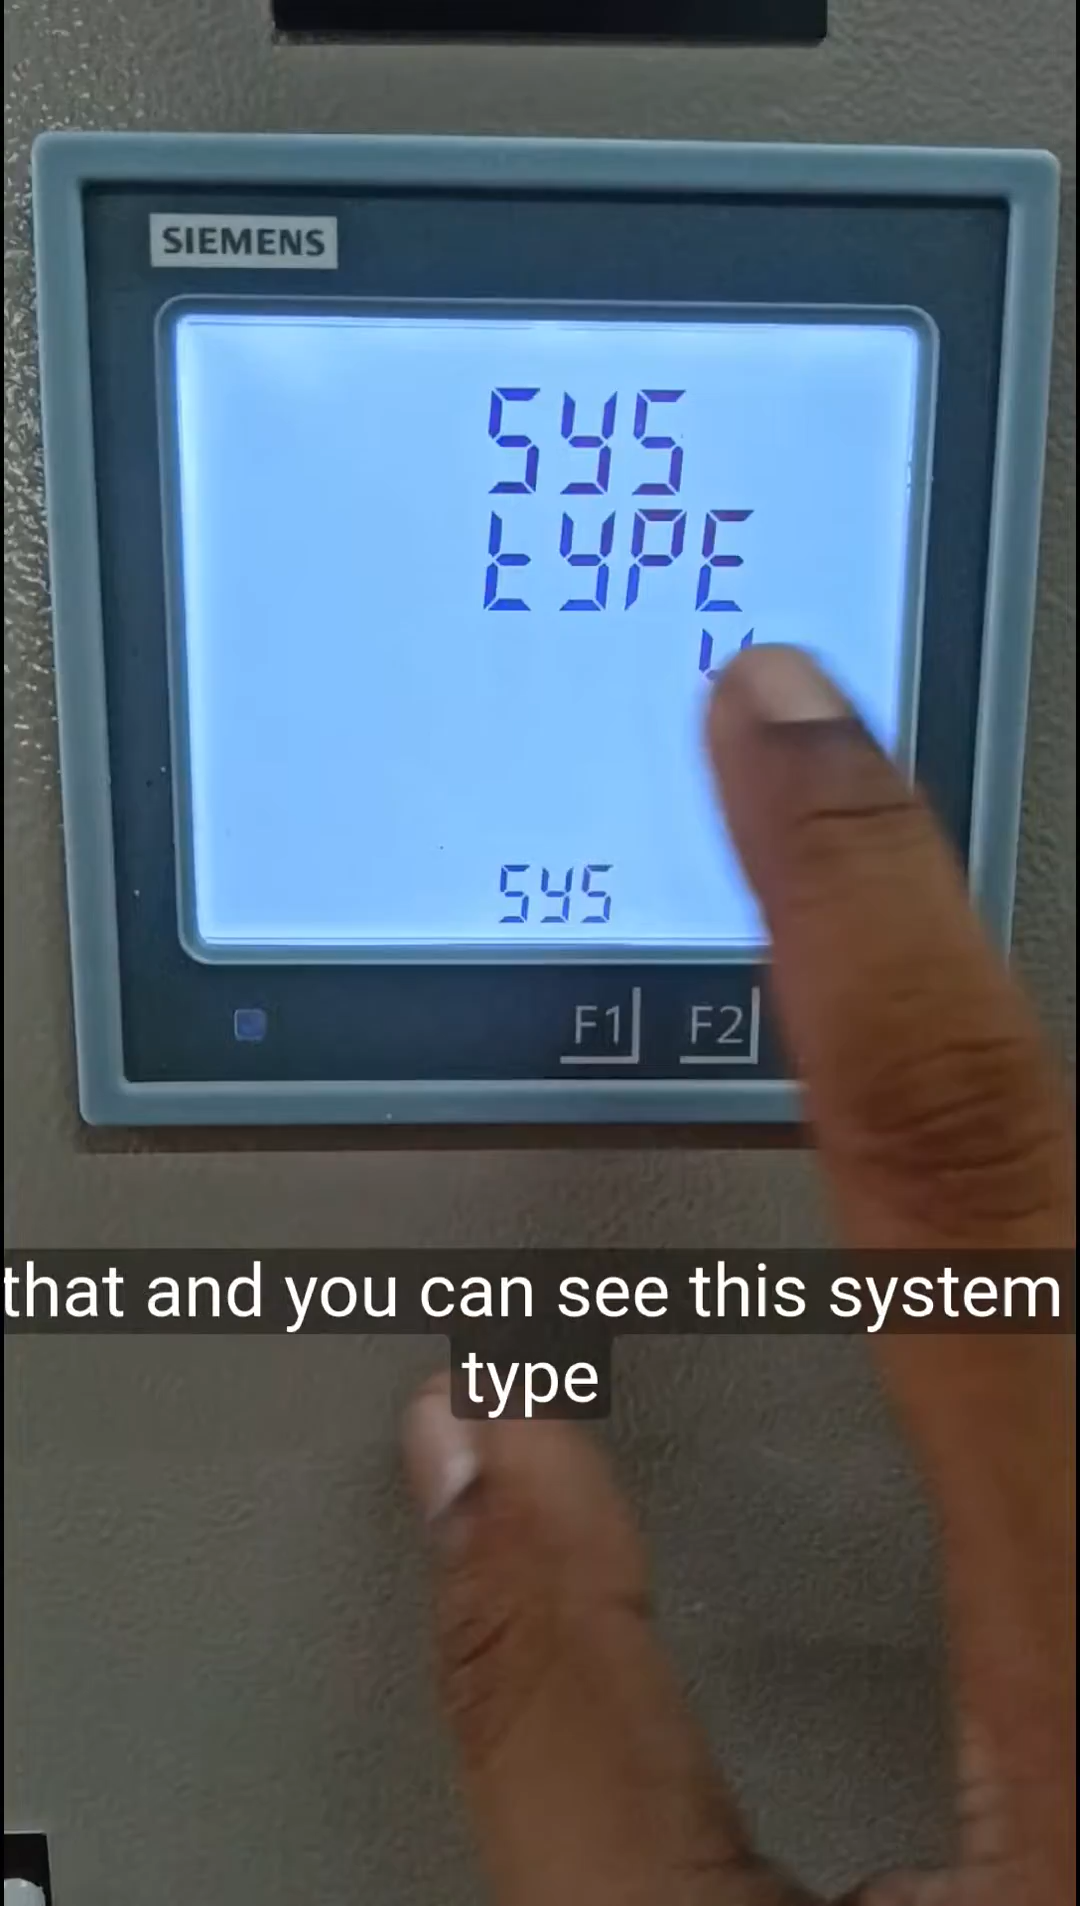 SIEMENS
SYS
tYPE
SYS
F1 F2
that and you can see this system
type